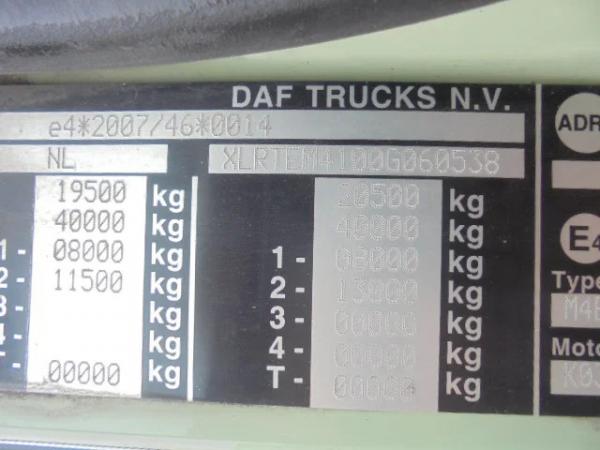 DAF TRUCKS N.V.
e4*2007/46*0014
ADR
NL XLRTEM4100G060538
19500 kg 20500 kg
40000 kg 40000 kg
1 - 08000 kg 1 - 08000 kg
2 - 11500 kg 2 - 13000 kg
3 - kg 3 - 00000 kg
4 - kg 4 - 00000 kg
T - 00000 kg T - 00000 kg
E4
Type
Moto